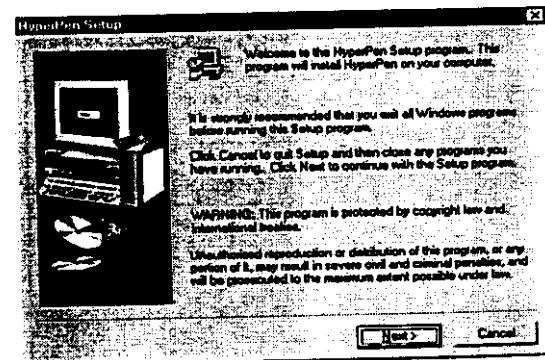 HyperPen Setup
Welcome to the HyperPen Setup program. This
program will install HyperPen on your computer.
It is strongly recommended that you exit all Windows programs
before running this Setup program.
Click Cancel to quit Setup and then close any programs you
have running. Click Next to continue with the Setup program.
WARNING: This program is protected by copyright law and
international treaties.
Unauthorized reproduction or distribution of this program, or any
portion of it, may result in severe civil and criminal penalties, and
will be prosecuted to the maximum extent possible under law.
Next >
Cancel